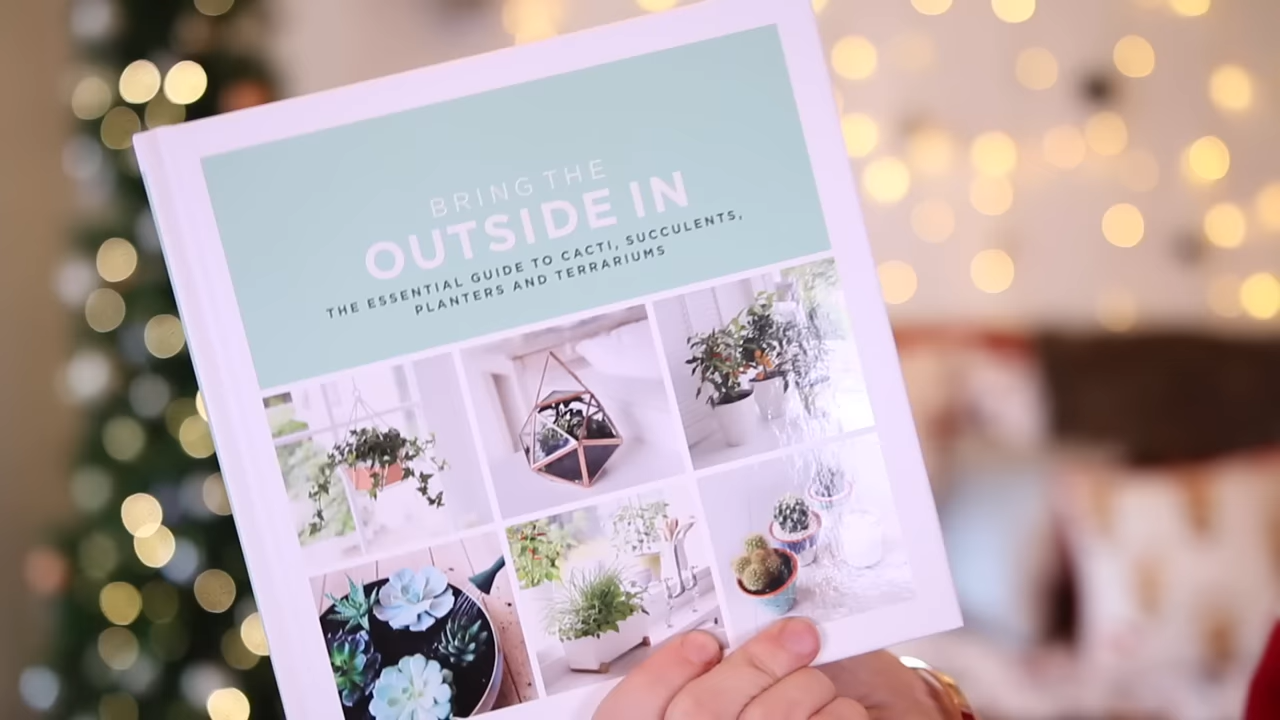 BRING THE
OUTSIDE IN
THE ESSENTIAL GUIDE TO CACTI, SUCCULENTS,
PLANTERS AND TERRARIUMS